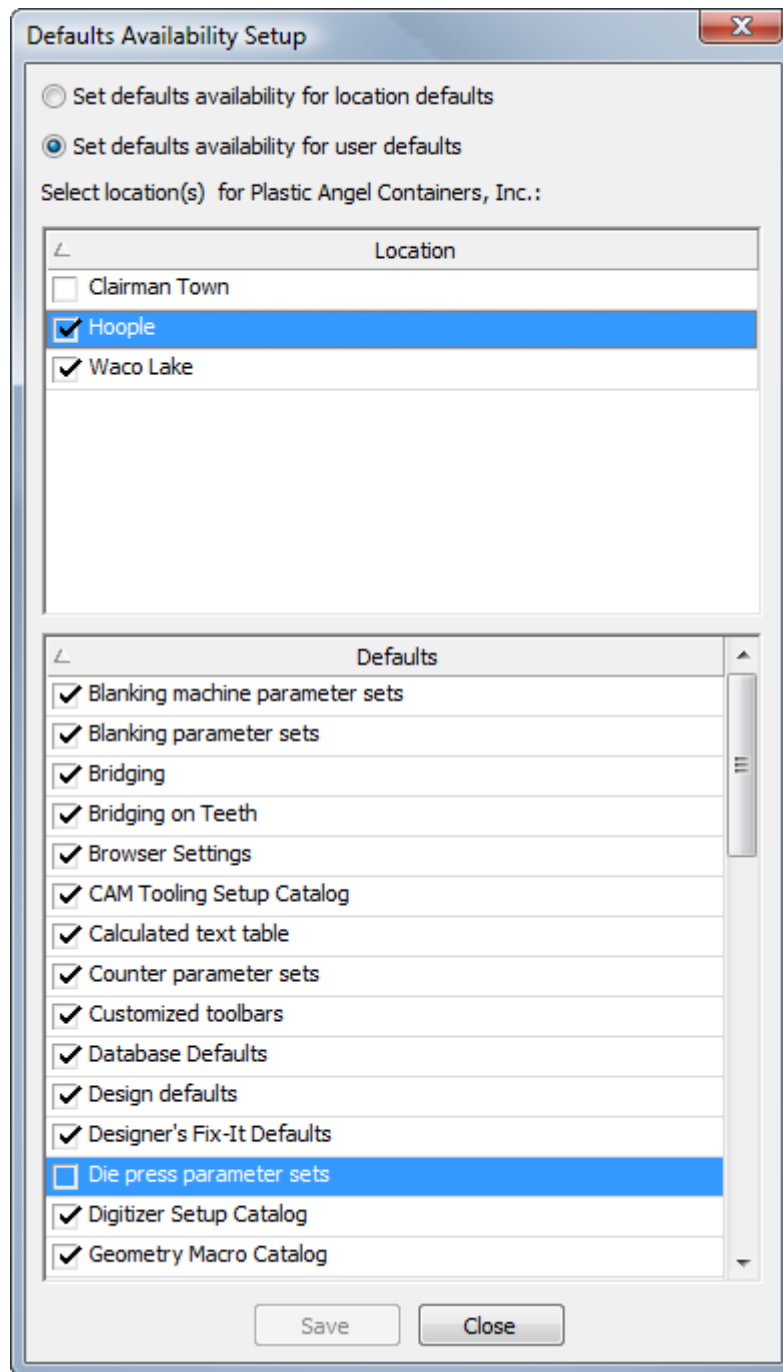 Defaults Availability Setup
Set defaults availability for location defaults
Set defaults availability for user defaults
Select location(s)  for Plastic Angel Containers, Inc.:
Location
Clairman Town
Hoople
Waco Lake
Defaults
Blanking machine parameter sets
Blanking parameter sets
Bridging
Bridging on Teeth
Browser Settings
CAM Tooling Setup Catalog
Calculated text table
Counter parameter sets
Customized toolbars
Database Defaults
Design defaults
Designer's Fix-It Defaults
Die press parameter sets
Digitizer Setup Catalog
Geometry Macro Catalog
Save
Close